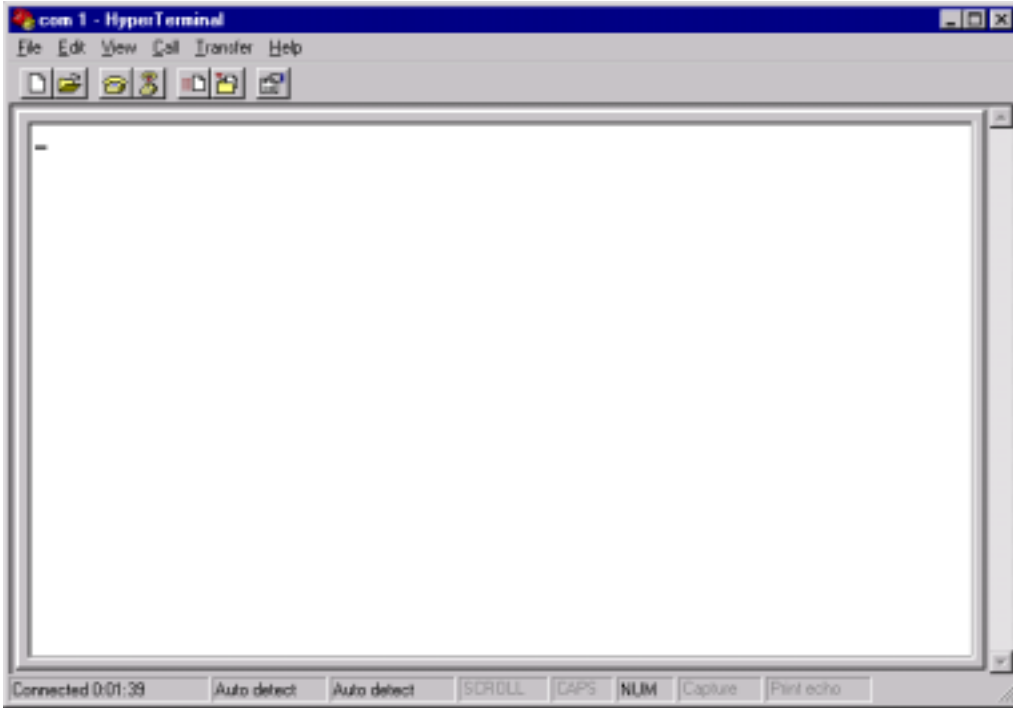 com 1 - HyperTerminal
File Edit View Call Transfer Help
Connected 0:01:39 Auto detect Auto detect SCROLL CAPS NUM Capture Print echo